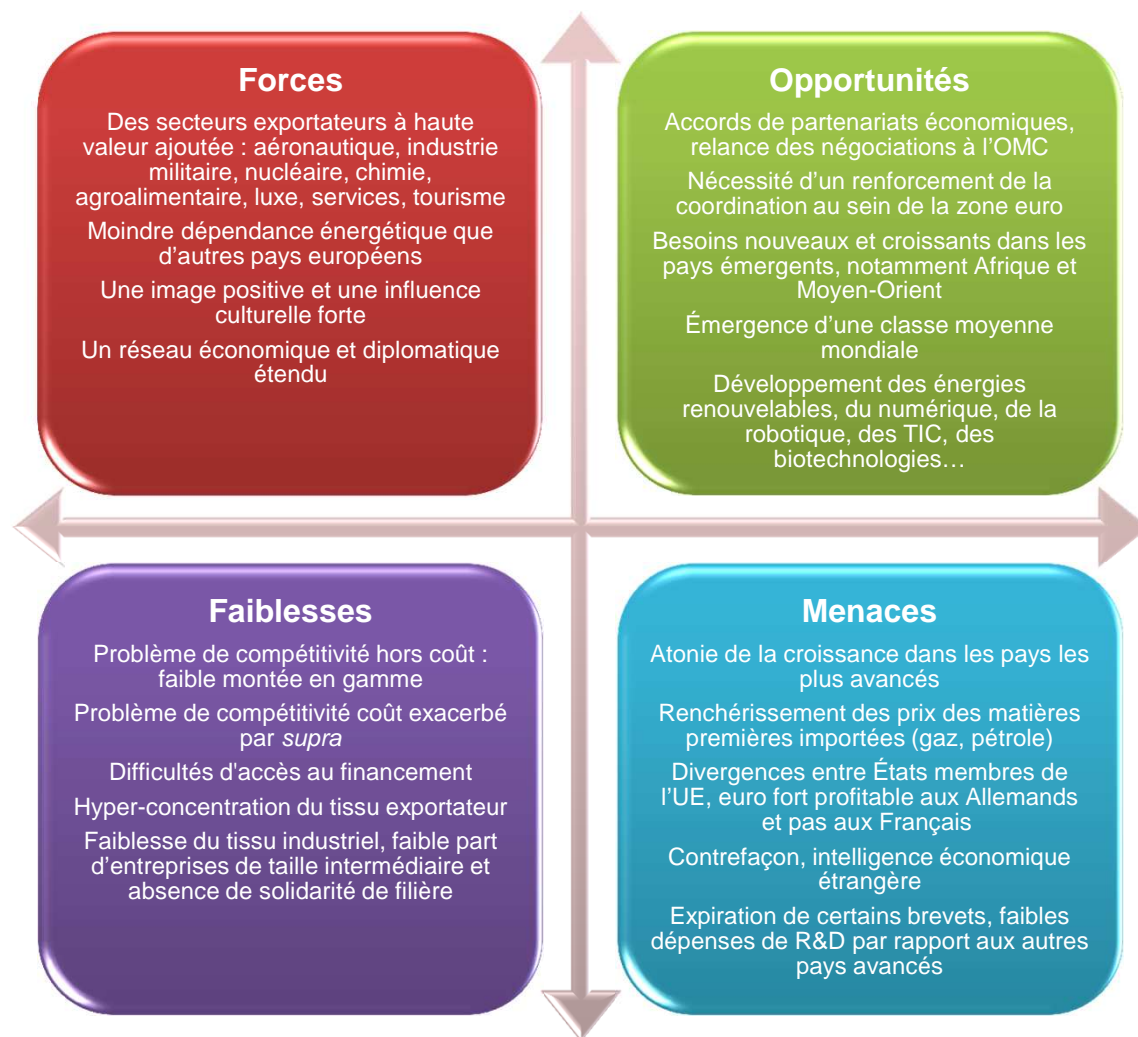 Forces
Des secteurs exportateurs à haute
valeur ajoutée : aéronautique, industrie
militaire, nucléaire, chimie,
agroalimentaire, luxe, services, tourisme
Moindre dépendance énergétique que
d’autres pays européens
Une image positive et une influence
culturelle forte
Un réseau économique et diplomatique
étendu
Opportunités
Accords de partenariats économiques,
relance des négociations à l’OMC
Nécessité d’un renforcement de la
coordination au sein de la zone euro
Besoins nouveaux et croissants dans les
pays émergents, notamment Afrique et
Moyen-Orient
Émergence d’une classe moyenne
mondiale
Développement des énergies
renouvelables, du numérique, de la
robotique, des TIC, des
biotechnologies…
Faiblesses
Problème de compétitivité hors coût :
faible montée en gamme
Problème de compétitivité coût exacerbé
par supra
Difficultés d'accès au financement
Hyper-concentration du tissu exportateur
Faiblesse du tissu industriel, faible part
d’entreprises de taille intermédiaire et
absence de solidarité de filière
Menaces
Atonie de la croissance dans les pays les
plus avancés
Renchérissement des prix des matières
premières importées (gaz, pétrole)
Divergences entre États membres de
l’UE, euro fort profitable aux Allemands
et pas aux Français
Contrefaçon, intelligence économique
étrangère
Expiration de certains brevets, faibles
dépenses de R&D par rapport aux autres
pays avancés